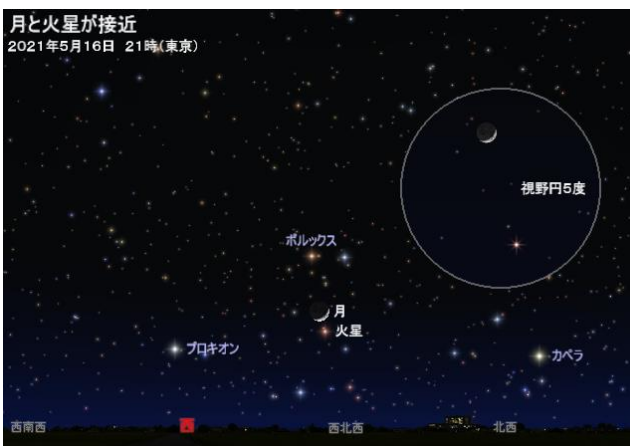 月と火星が接近
2021年5月16日 21時(東京)
視野円5度
ポルックス
月
火星
プロキオン
カペラ
西南西
西北西
北西